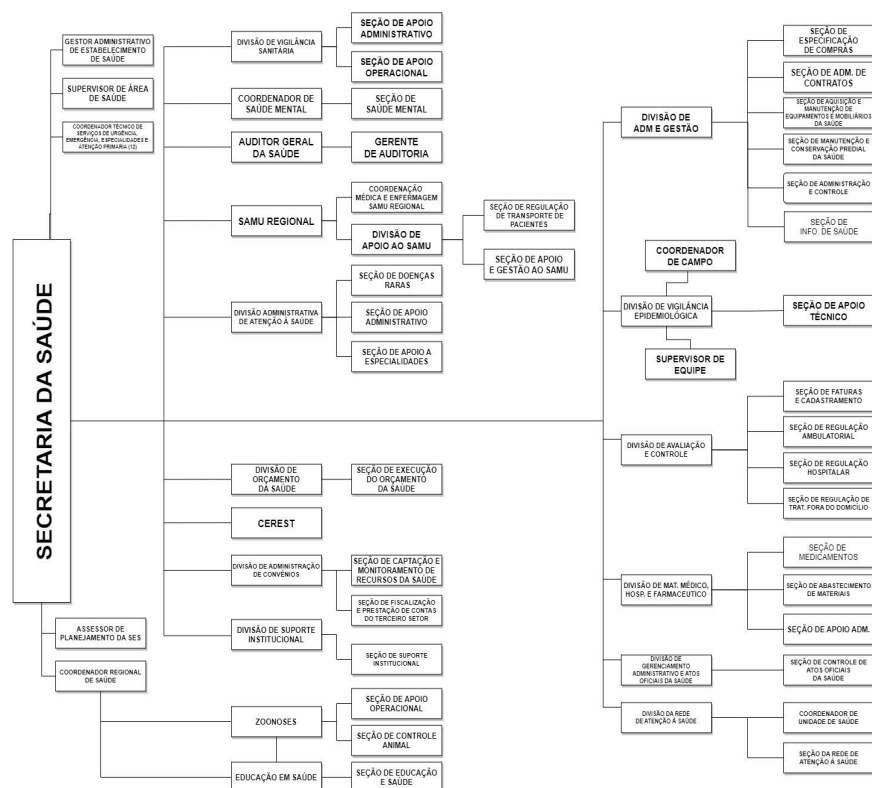 SECRETARIA DA SAÚDE
GESTOR ADMINISTRATIVO
DE ESTABELECIMENTO
DE SAÚDE
SUPERVISOR DE ÁREA
DE SAÚDE
COORDENADOR TÉCNICO DE
SERVIÇOS DE URGÊNCIA,
EMERGÊNCIA, ESPECIALIDADES E
ATENÇÃO PRIMÁRIA (12)
ASSESSOR DE
PLANEJAMENTO DA SES
COORDENADOR REGIONAL
DE SAÚDE
DIVISÃO DE VIGILÂNCIA
SANITÁRIA
SEÇÃO DE APOIO
ADMINISTRATIVO
SEÇÃO DE APOIO
OPERACIONAL
COORDENADOR DE
SAÚDE MENTAL
SEÇÃO DE
SAÚDE MENTAL
AUDITOR GERAL
DA SAÚDE
GERENTE
DE AUDITORIA
SAMU REGIONAL
COORDENAÇÃO
MÉDICA E ENFERMAGEM
SAMU REGIONAL
DIVISÃO DE
APOIO AO SAMU
SEÇÃO DE REGULAÇÃO
DE TRANSPORTE DE
PACIENTES
SEÇÃO DE APOIO
E GESTÃO AO SAMU
DIVISÃO ADMINISTRATIVA
DE ATENÇÃO Á SAÚDE
SEÇÃO DE DOENÇAS
RARAS
SEÇÃO DE APOIO
ADMINISTRATIVO
SEÇÃO DE APOIO A
ESPECIALIDADES
DIVISÃO DE
ORÇAMENTO
DA SAÚDE
SEÇÃO DE EXECUÇÃO
DO ORÇAMENTO
DA SAÚDE
CEREST
DIVISÃO DE ADMINISTRAÇÃO
DE CONVÊNIOS
SEÇÃO DE CAPTAÇÃO E
MONITORAMENTO DE
RECURSOS DA SAÚDE
SEÇÃO DE FISCALIZAÇÃO
E PRESTAÇÃO DE CONTAS
DO TERCEIRO SETOR
DIVISÃO DE SUPORTE
INSTITUCIONAL
SEÇÃO DE SUPORTE
INSTITUCIONAL
ZOONOSES
SEÇÃO DE APOIO
OPERACIONAL
SEÇÃO DE CONTROLE
ANIMAL
EDUCAÇÃO EM SAÚDE
SEÇÃO DE EDUCAÇÃO
E SAÚDE
DIVISÃO DE
ADM E GESTÃO
SEÇÃO DE
ESPECIFICAÇÃO
DE COMPRAS
SEÇÃO DE ADM. DE
CONTRATOS
SEÇÃO DE AQUISIÇÃO E
MANUTENÇÃO DE
EQUIPAMENTOS E MOBILIÁRIOS
DA SAÚDE
SEÇÃO DE MANUTENÇÃO E
CONSERVAÇÃO PREDIAL
DA SAÚDE
SEÇÃO DE ADMINISTRAÇÃO
E CONTROLE
SEÇÃO DE
INFO. DE SAÚDE
COORDENADOR
DE CAMPO
DIVISÃO DE VIGILÂNCIA
EPIDEMIOLÓGICA
SEÇÃO DE APOIO
TÉCNICO
SUPERVISOR DE
EQUIPE
DIVISÃO DE AVALIAÇÃO
E CONTROLE
SEÇÃO DE FATURAS
E CADASTRAMENTO
SEÇÃO DE REGULAÇÃO
AMBULATORIAL
SEÇÃO DE REGULAÇÃO
HOSPITALAR
SEÇÃO DE REGULAÇÃO DE
TRAT. FORA DO DOMICÍLIO
DIVISÃO DE MAT. MÉDICO,
HOSP. E FARMACEUTICO
SEÇÃO DE
MEDICAMENTOS
SEÇÃO DE ABASTECIMENTO
DE MATERIAIS
SEÇÃO DE APOIO ADM.
DIVISÃO DE
GERENCIAMENTO
ADMINISTRATIVO E ATOS
OFICIAIS DA SAÚDE
SEÇÃO DE CONTROLE DE
ATOS OFICIAIS
DA SAÚDE
DIVISÃO DA REDE
DE ATENÇÃO Á SAÚDE
COORDENADOR DE
UNIDADE DE SAÚDE
SEÇÃO DA REDE DE
ATENÇÃO Á SAÚDE